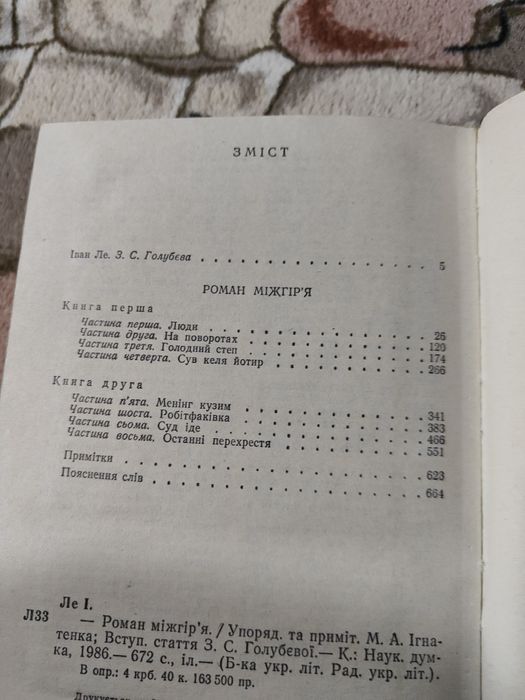 ЗМІСТ
Іван Ле. З. С. Голубєва . . . . . . . . . . . . . . . . 5
РОМАН МІЖГІР'Я
Книга перша
Частина перша. Люди . . . . . . . . . . . . . . 26
Частина друга. На поворотах . . . . . . . . . . . 120
Частина третя. Голодний степ . . . . . . . . . . . 174
Частина четверта. Сув келя йотир . . . . . . . . . . 266
Книга друга
Частина п'ята. Менінг кузим . . . . . . . . . . . 341
Частина шоста. Робітфаківка . . . . . . . . . . . 383
Частина сьома. Суд іде . . . . . . . . . . . . . 466
Частина восьма. Останні перехрестя . . . . . . . . . 551
Примітки . . . . . . . . . . . . . . . . . . 623
Пояснення слів . . . . . . . . . . . . . . . . 664
Ле І.
Л33 — Роман міжгір'я. / Упоряд. та приміт. М. А. Ігна-
тенка; Вступ. стаття З. С. Голубєвої.— К.: Наук. дум-
ка, 1986.— 672 с., іл.— (Б-ка укр. літ. Рад. укр. літ.).
В опр.: 4 крб. 40 к. 163 500 пр.